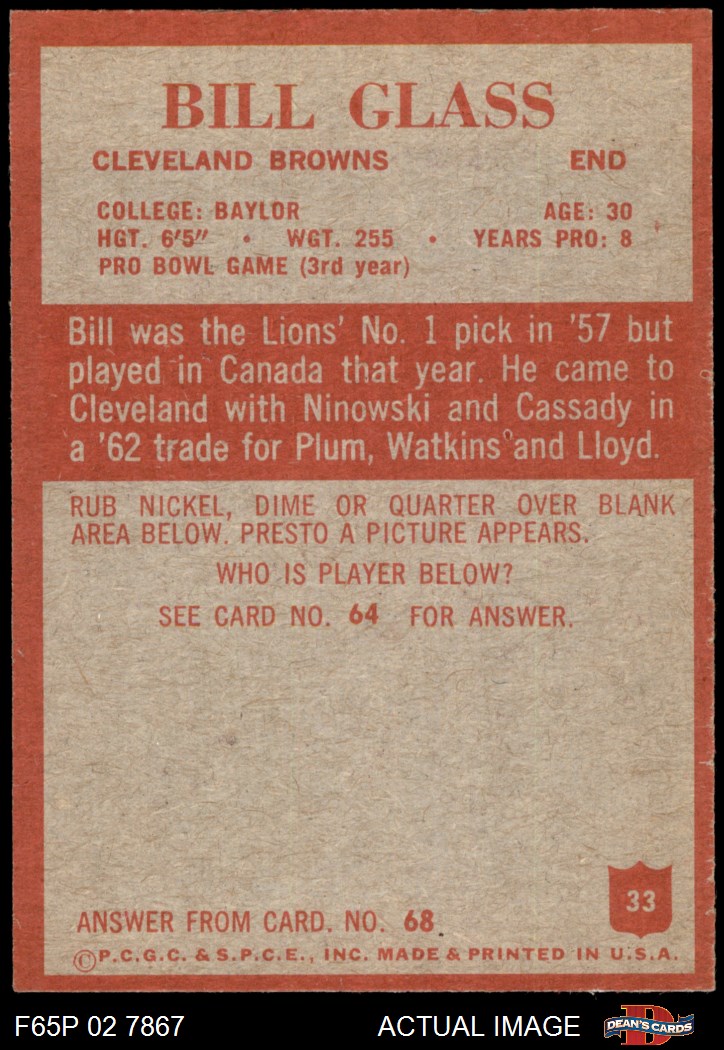 BILL GLASS
CLEVELAND BROWNS END
COLLEGE: BAYLOR AGE: 30
HGT. 6'5" • WGT. 255 • YEARS PRO: 8
PRO BOWL GAME (3rd year)
Bill was the Lions' No. 1 pick in '57 but
played in Canada that year. He came to
Cleveland with Ninowski and Cassady in
a '62 trade for Plum, Watkins and Lloyd.
RUB NICKEL, DIME OR QUARTER OVER BLANK
AREA BELOW. PRESTO A PICTURE APPEARS.
WHO IS PLAYER BELOW?
SEE CARD NO. 64 FOR ANSWER.
33
ANSWER FROM CARD. NO. 68
©P.C.G.C. & S.P.C.E., INC. MADE & PRINTED IN U.S.A.
F65P 02 7867 ACTUAL IMAGE D DEAN'S CARDS